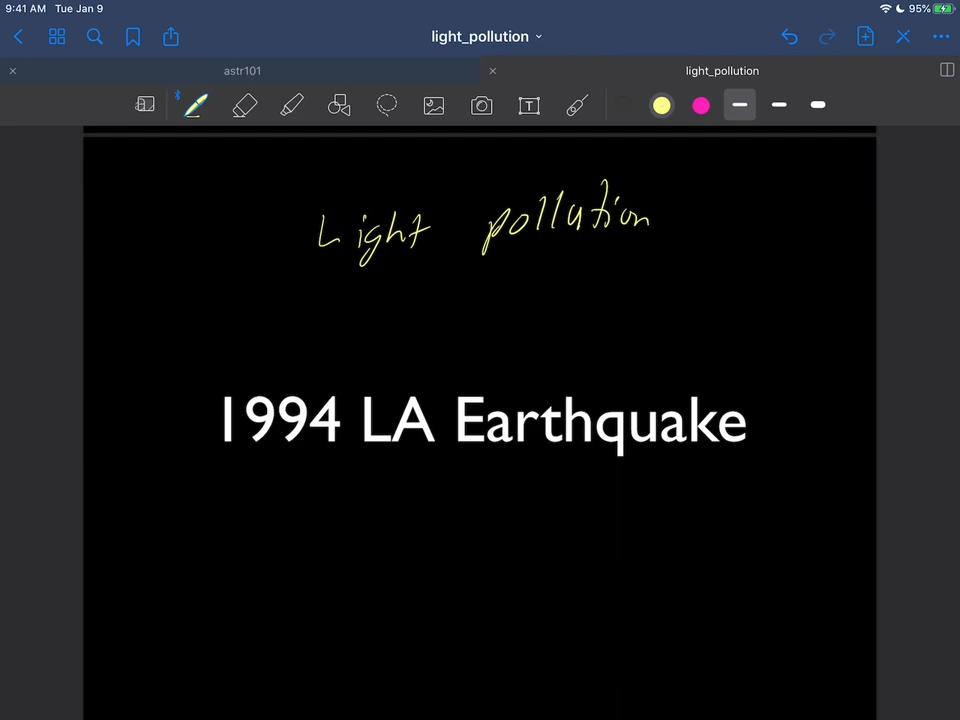 9:41 AM Tue Jan 9 95%
light_pollution
astr101 light_pollution
T
Light pollution
1994 LA Earthquake